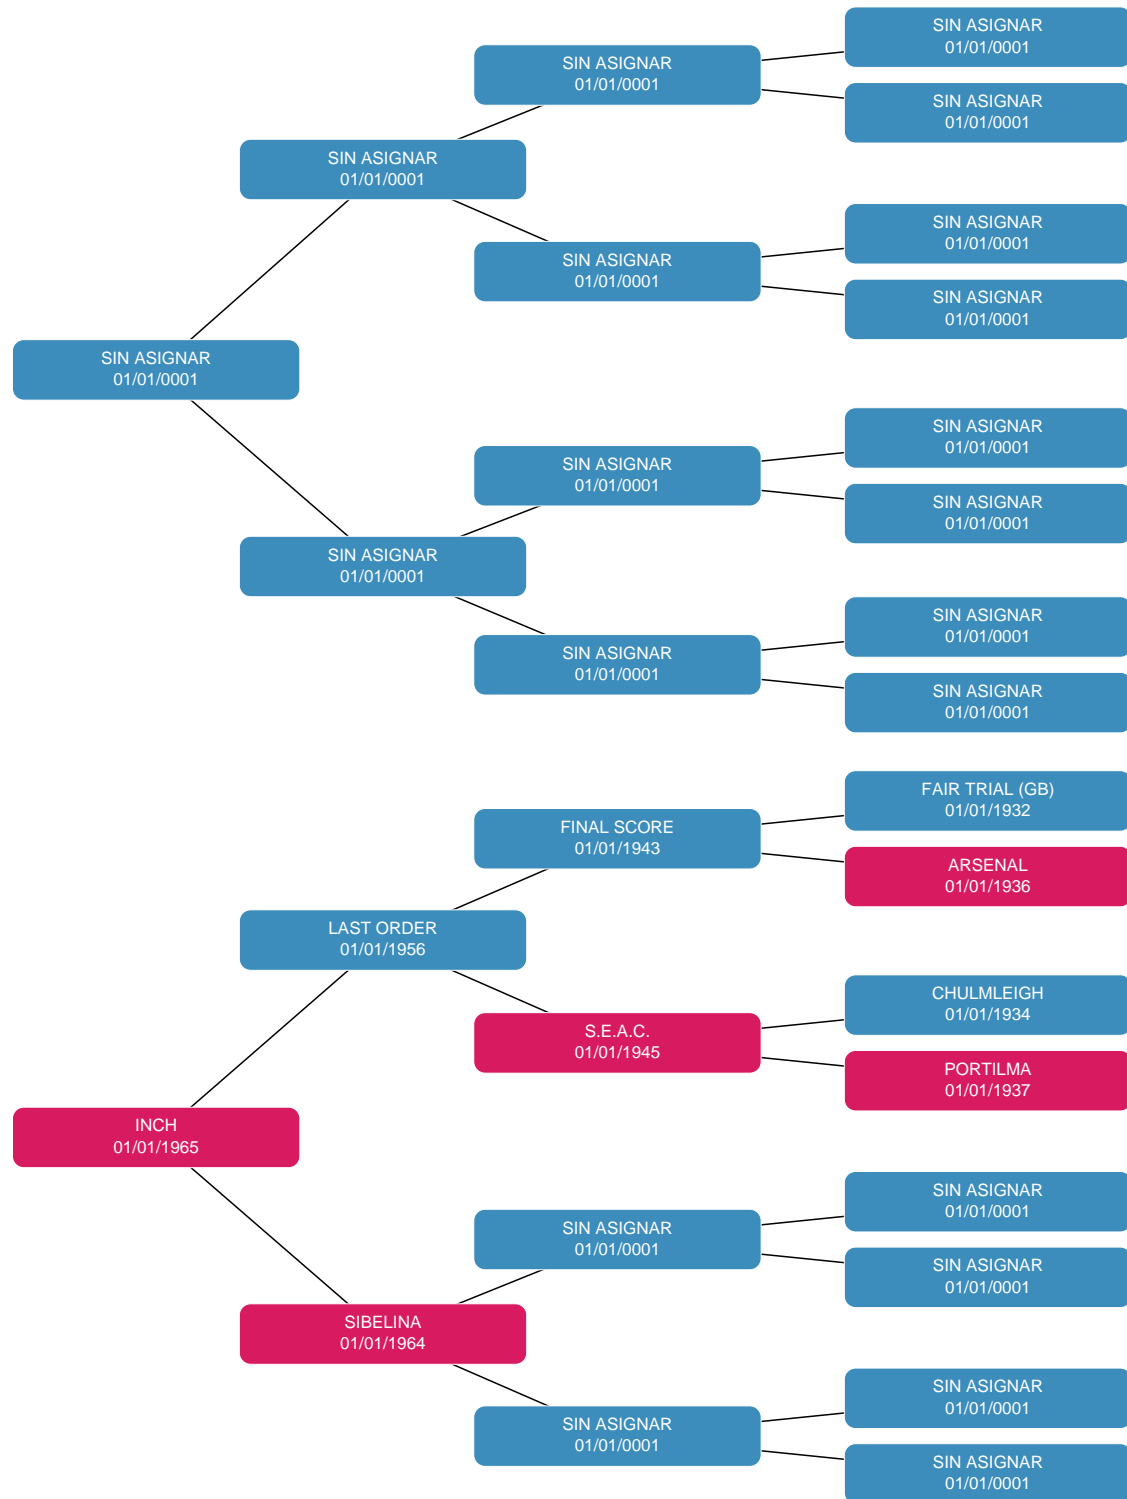 SIN ASIGNAR
01/01/0001
SIN ASIGNAR
01/01/0001
SIN ASIGNAR
01/01/0001
SIN ASIGNAR
01/01/0001
SIN ASIGNAR
01/01/0001
SIN ASIGNAR
01/01/0001
SIN ASIGNAR
01/01/0001
SIN ASIGNAR
01/01/0001
SIN ASIGNAR
01/01/0001
SIN ASIGNAR
01/01/0001
SIN ASIGNAR
01/01/0001
SIN ASIGNAR
01/01/0001
SIN ASIGNAR
01/01/0001
SIN ASIGNAR
01/01/0001
SIN ASIGNAR
01/01/0001
FAIR TRIAL (GB)
01/01/1932
FINAL SCORE
01/01/1943
ARSENAL
01/01/1936
LAST ORDER
01/01/1956
CHULMLEIGH
01/01/1934
S.E.A.C.
01/01/1945
PORTILMA
01/01/1937
INCH
01/01/1965
SIN ASIGNAR
01/01/0001
SIN ASIGNAR
01/01/0001
SIN ASIGNAR
01/01/0001
SIBELINA
01/01/1964
SIN ASIGNAR
01/01/0001
SIN ASIGNAR
01/01/0001
SIN ASIGNAR
01/01/0001